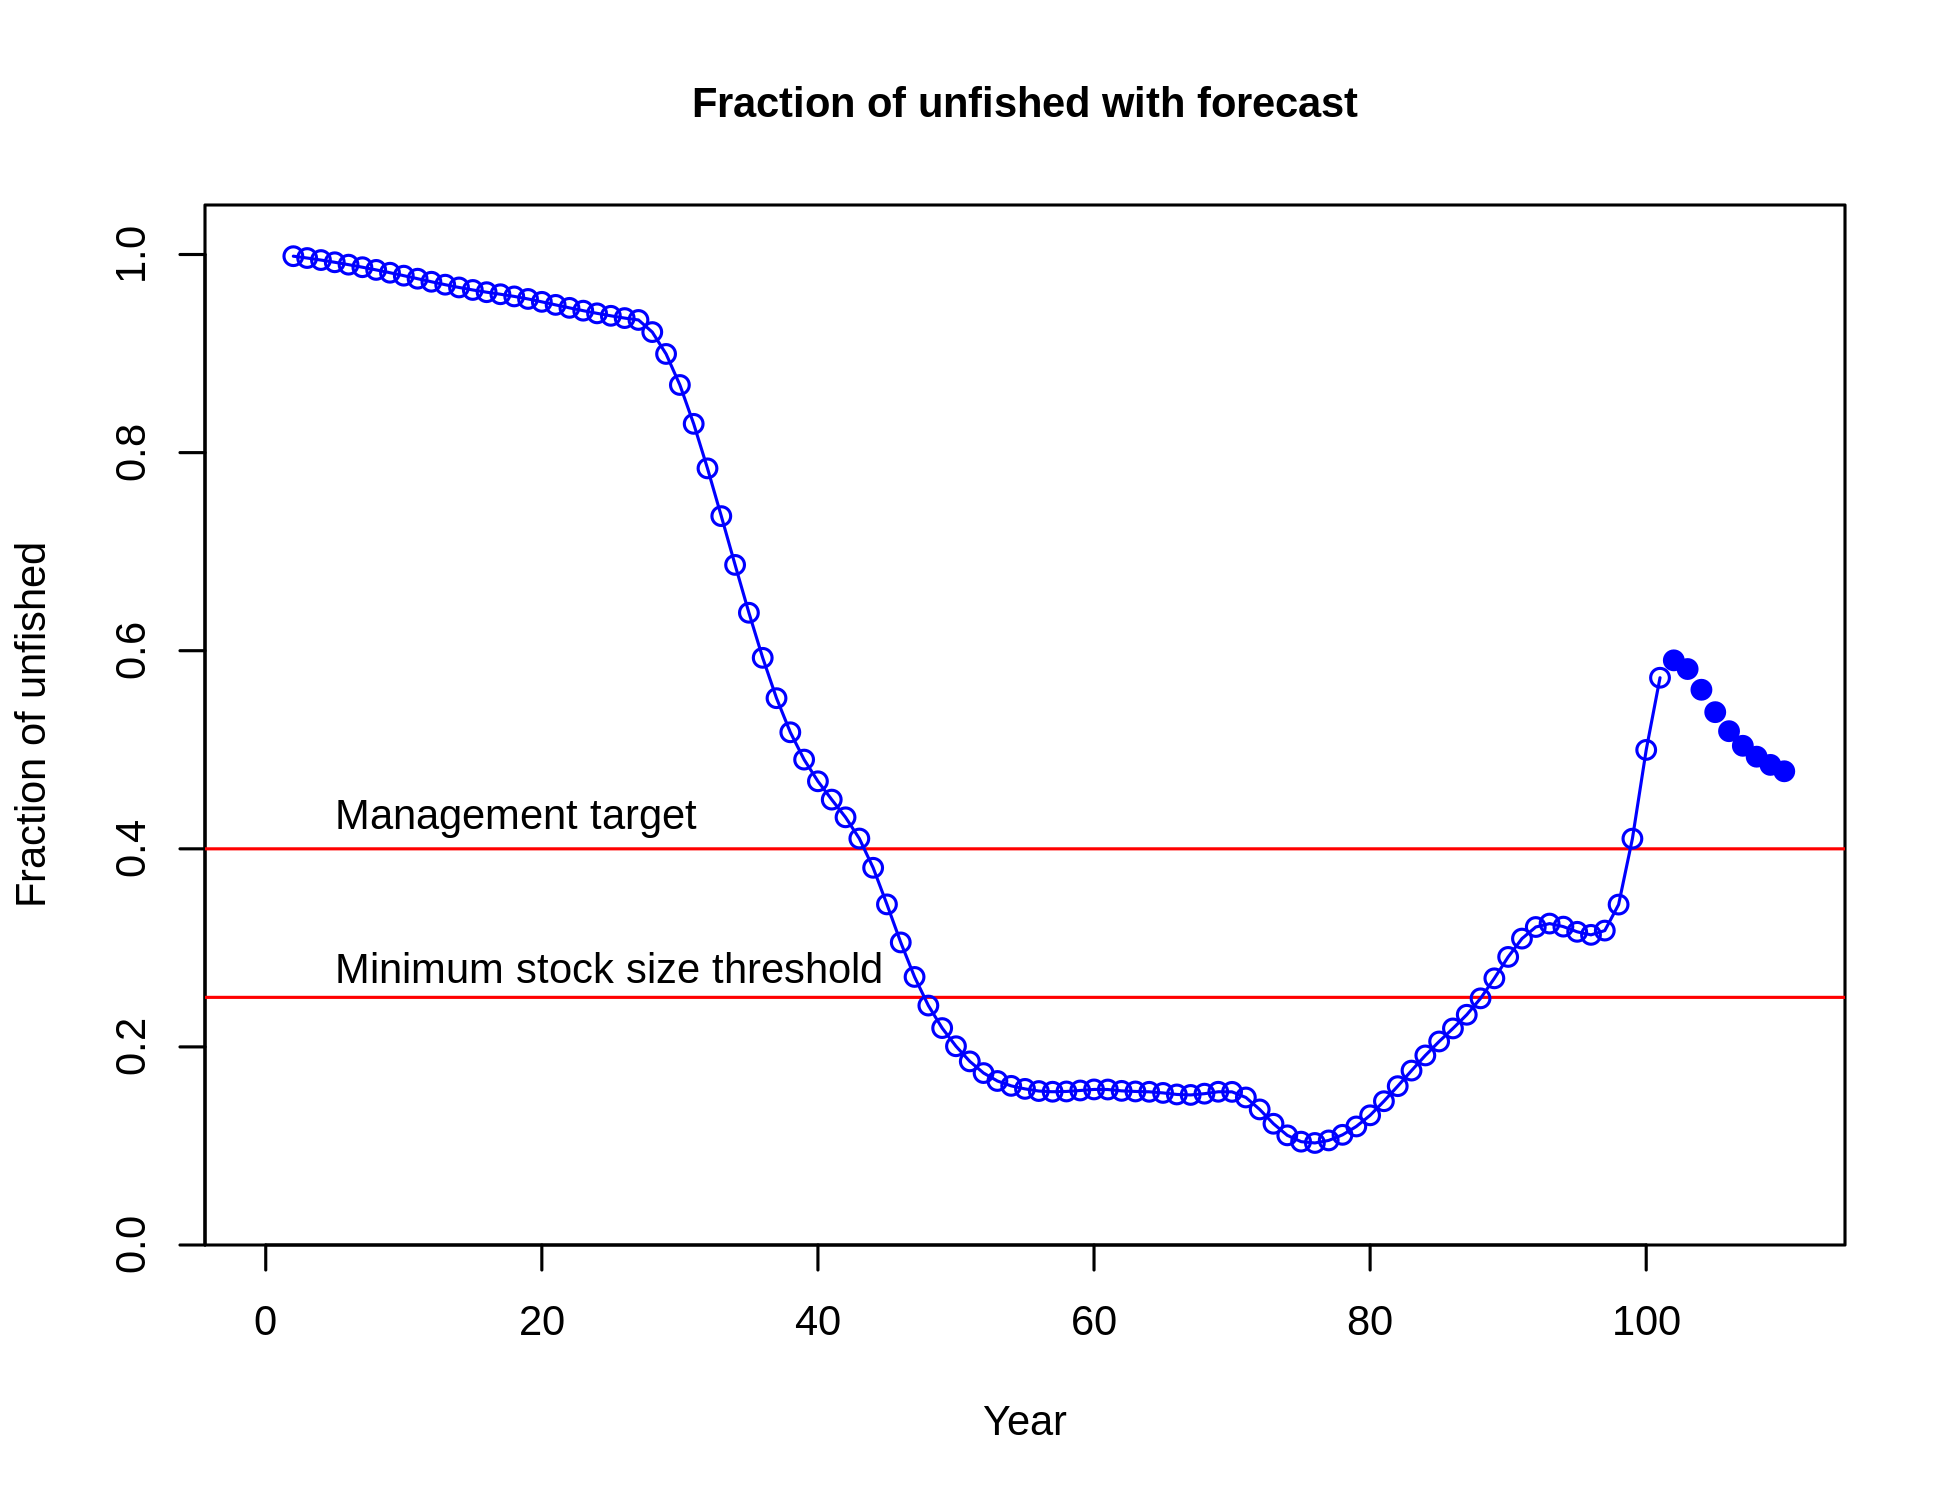 Fraction of unfished with forecast
Fraction of unfished
1.0
0.8
0.6
0.4
0.2
0.0
Management target
Minimum stock size threshold
0 20 40 60 80 100
Year